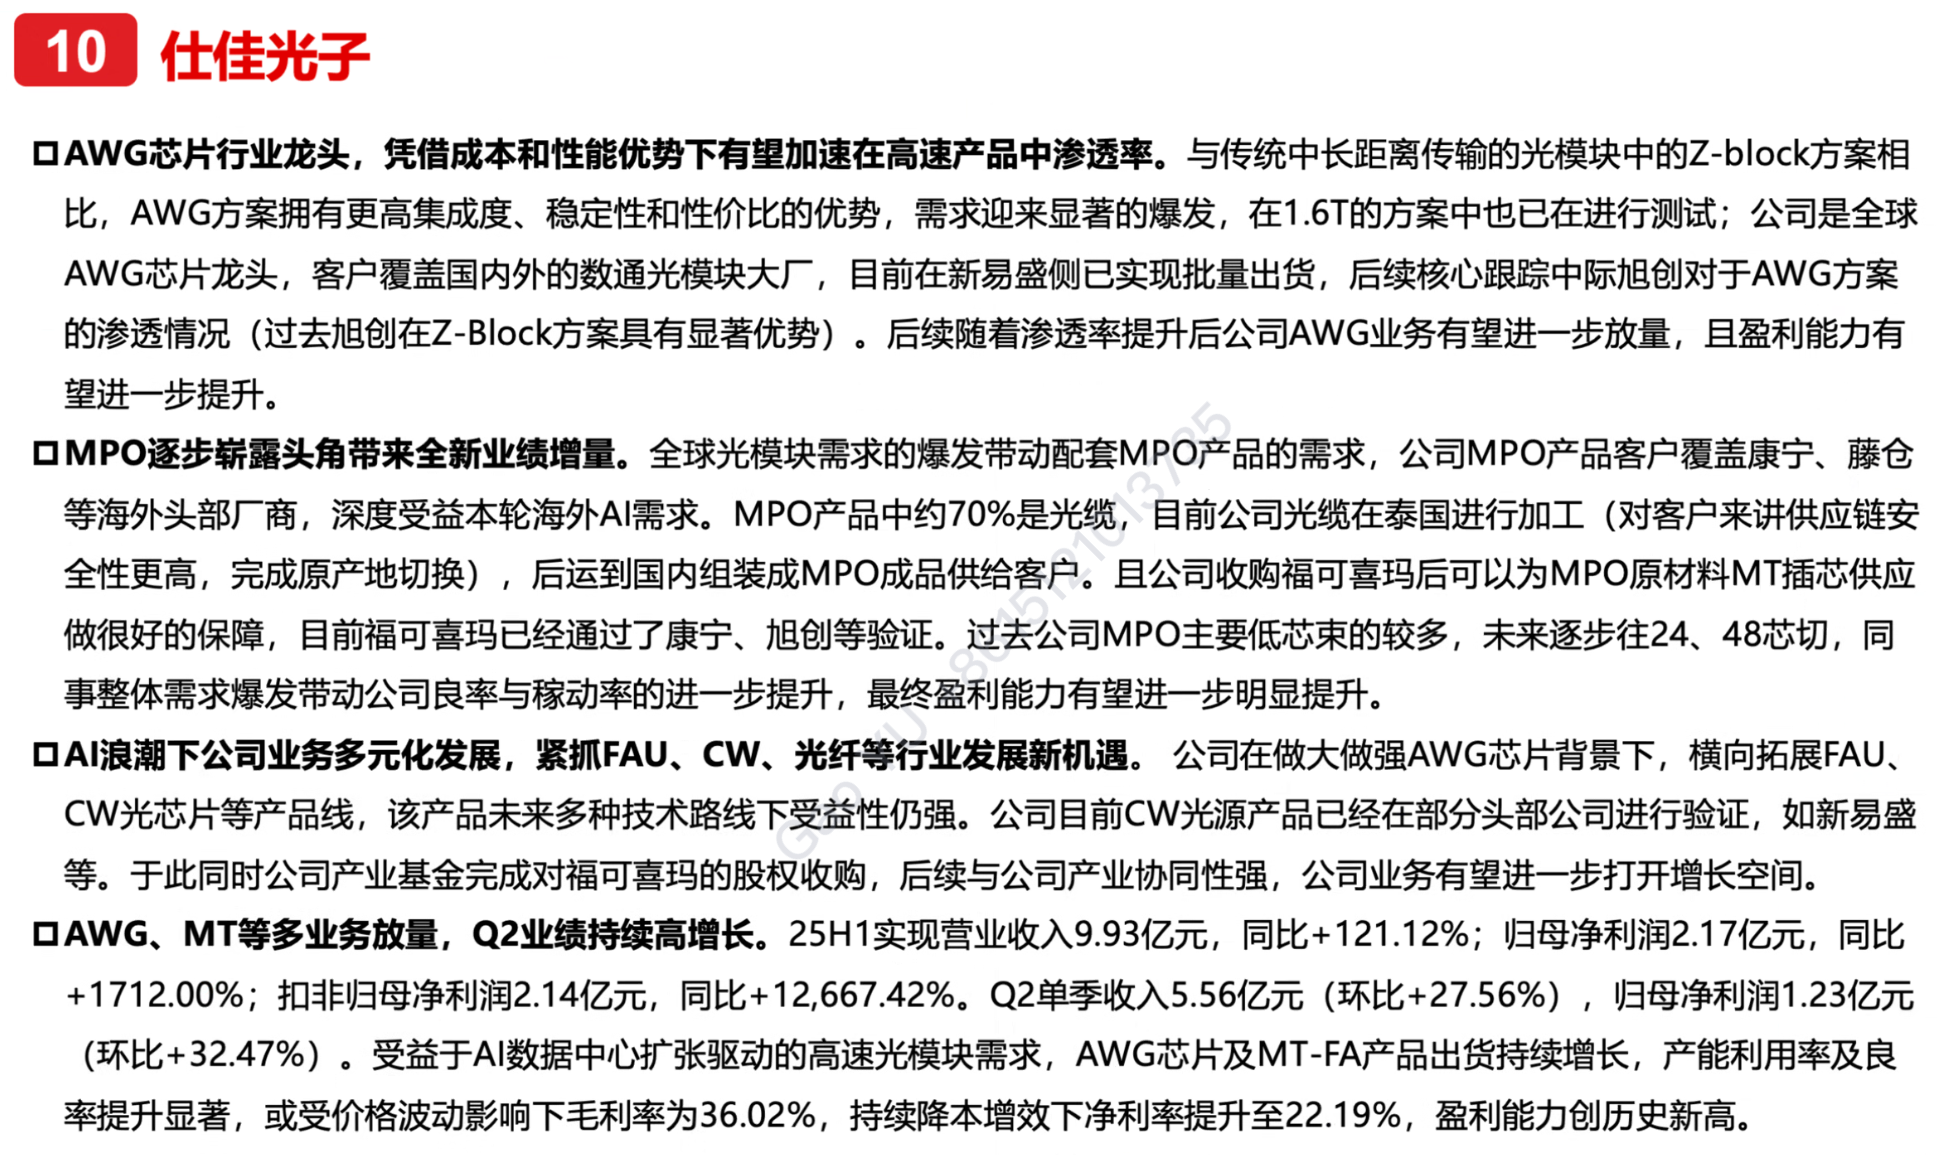 10 仕佳光子
AWG芯片行业龙头，凭借成本和性能优势下有望加速在高速产品中渗透率。与传统中长距离传输的光模块中的Z-block方案相
比，AWG方案拥有更高集成度、稳定性和性价比的优势，需求迎来显著的爆发，在1.6T的方案中也已在进行测试；公司是全球
AWG芯片龙头，客户覆盖国内外的数通光模块大厂，目前在新易盛侧已实现批量出货，后续核心跟踪中际旭创对于AWG方案
的渗透情况（过去旭创在Z-Block方案具有显著优势）。后续随着渗透率提升后公司AWG业务有望进一步放量，且盈利能力有
望进一步提升。
MPO逐步崭露头角带来全新业绩增量。全球光模块需求的爆发带动配套MPO产品的需求，公司MPO产品客户覆盖康宁、藤仓
等海外头部厂商，深度受益本轮海外AI需求。MPO产品中约70%是光缆，目前公司光缆在泰国进行加工（对客户来讲供应链安
全性更高，完成原产地切换），后运到国内组装成MPO成品供给客户。且公司收购福可喜玛后可以为MPO原材料MT插芯供应
做很好的保障，目前福可喜玛已经通过了康宁、旭创等验证。过去公司MPO主要低芯束的较多，未来逐步往24、48芯切，同
事整体需求爆发带动公司良率与稼动率的进一步提升，最终盈利能力有望进一步明显提升。
AI浪潮下公司业务多元化发展，紧抓FAU、CW、光纤等行业发展新机遇。 公司在做大做强AWG芯片背景下，横向拓展FAU、
CW光芯片等产品线，该产品未来多种技术路线下受益性仍强。公司目前CW光源产品已经在部分头部公司进行验证，如新易盛
等。于此同时公司产业基金完成对福可喜玛的股权收购，后续与公司产业协同性强，公司业务有望进一步打开增长空间。
AWG、MT等多业务放量，Q2业绩持续高增长。25H1实现营业收入9.93亿元，同比+121.12%；归母净利润2.17亿元，同比
+1712.00%；扣非归母净利润2.14亿元，同比+12,667.42%。Q2单季收入5.56亿元（环比+27.56%），归母净利润1.23亿元
（环比+32.47%）。受益于AI数据中心扩张驱动的高速光模块需求，AWG芯片及MT-FA产品出货持续增长，产能利用率及良
率提升显著，或受价格波动影响下毛利率为36.02%，持续降本增效下净利率提升至22.19%，盈利能力创历史新高。